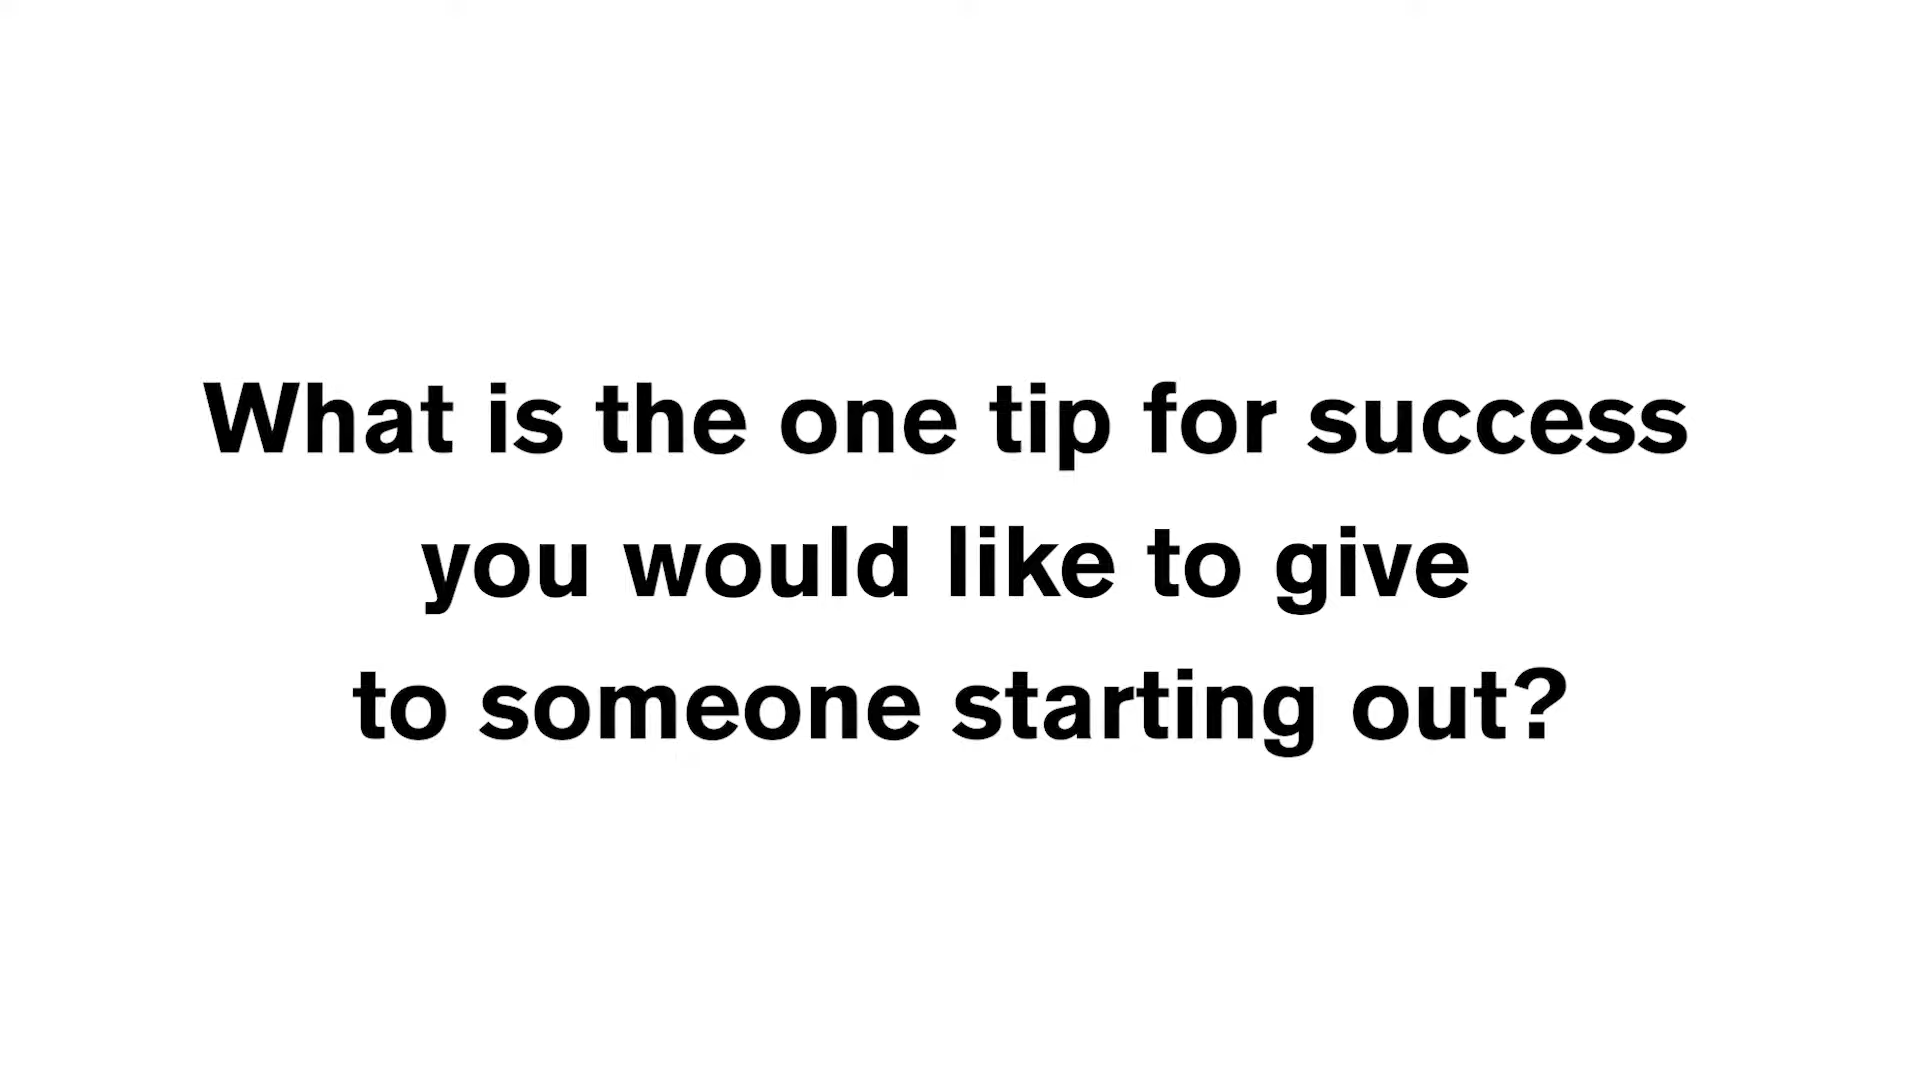 What is the one tip for success
you would like to give
to someone starting out?